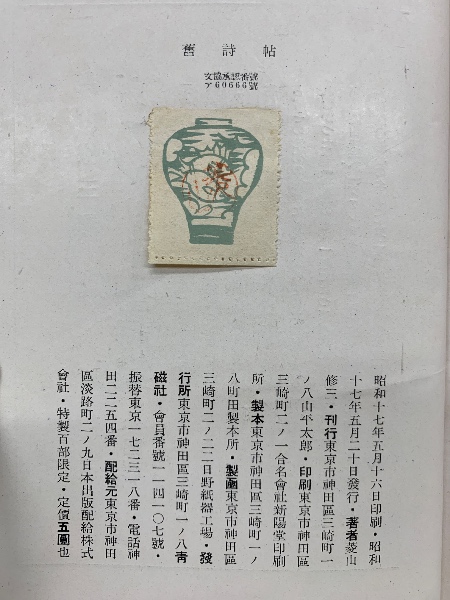 舊詩帖
文協承認番號
ア60666號
昭和十七年五月十六日印刷・昭和
十七年五月二十日發行・著者菱山
修三・刊行東京市神田區三崎町一
ノ八山平太郎・印刷東京市神田區
三崎町二ノ一合名會社新陽堂印刷
所・製本東京市神田區三崎町一ノ
八町田製本所・製凾東京市神田區
三崎町二ノ二二日野紙器工場・發
行所東京市神田區三崎町一ノ八靑
磁社・會員番號一一四一〇七號・
振替東京一七二三一八番・電話神
田二二五四番・配給元東京市神田
區淡路町二ノ九日本出版配給株式
會社・特製百部限定・定價五圓也